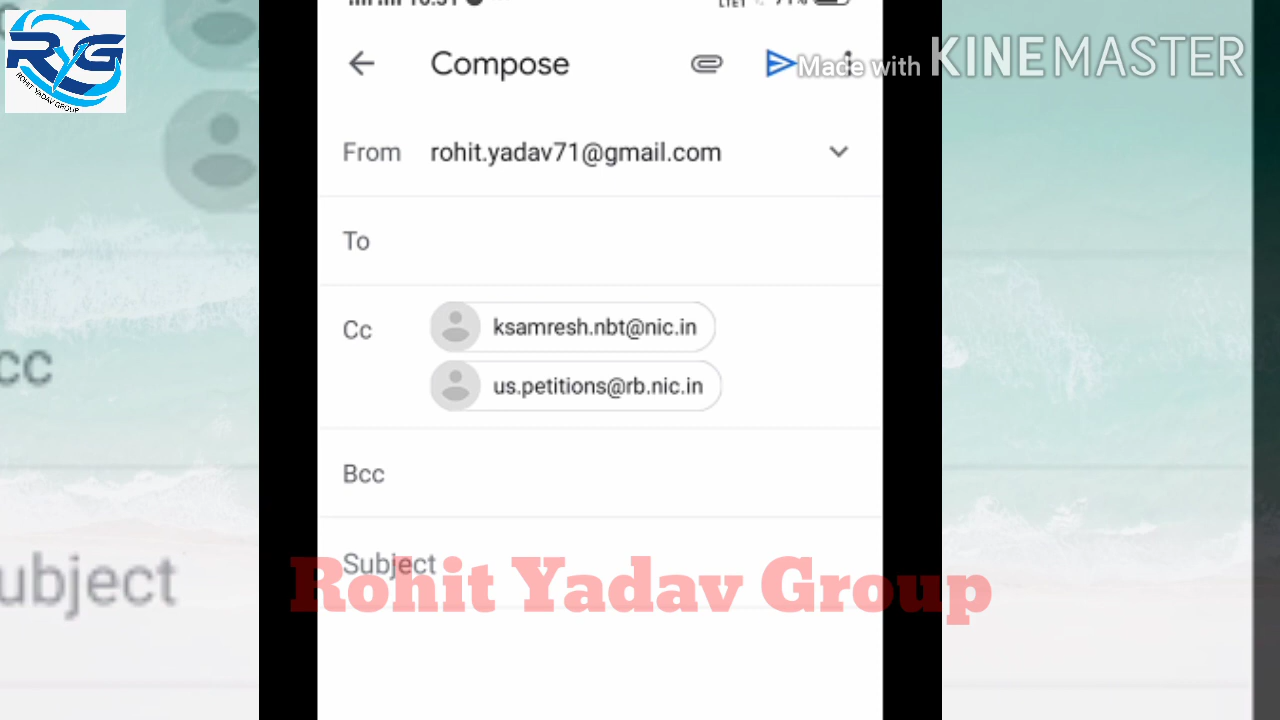 RYG
ROHIT YADAV GROUP
Compose
Made with KINEMASTER
From rohit.yadav71@gmail.com
To
Cc ksamresh.nbt@nic.in
us.petitions@rb.nic.in
cc
Bcc
Subject
ubject
Rohit Yadav Group